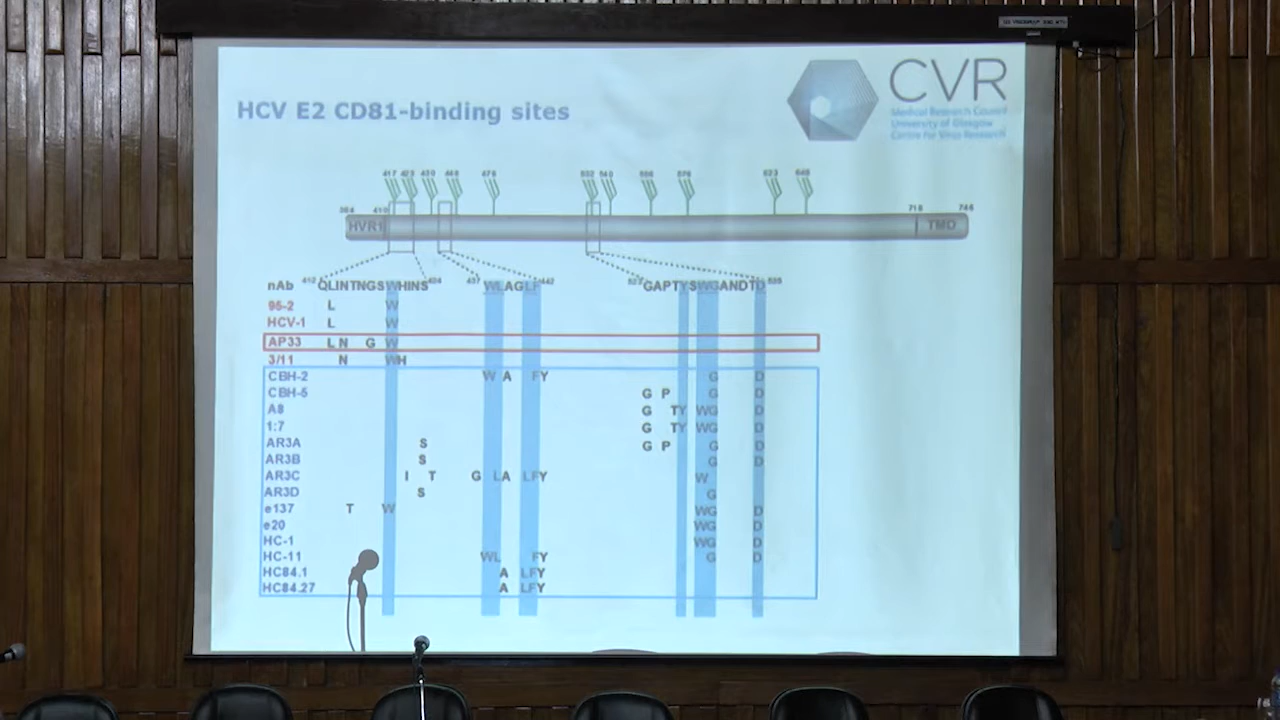 CVR
Medical Research Council
University of Glasgow
Centre for Virus Research
HCV E2 CD81-binding sites
417 423 430 448 476 532 540 556 576 623 645
384 410 718 746
HVR1 TMD
412 424 437 442 523 535
nAb QLINTNGSWHINS WLAGLF GAPTYSWGANDTD
95-2 L W
HCV-1 L W
AP33 L N G W
3/11 N WH
CBH-2 W A FY G D
CBH-5 G P G D
A8 G TY WG D
1:7 G TY WG D
AR3A S G P G D
AR3B S G D
AR3C I T G LA LFY W
AR3D S G
e137 T W WG D
e20 WG D
HC-1 WG D
HC-11 WL FY G D
HC84.1 A LFY
HC84.27 A LFY